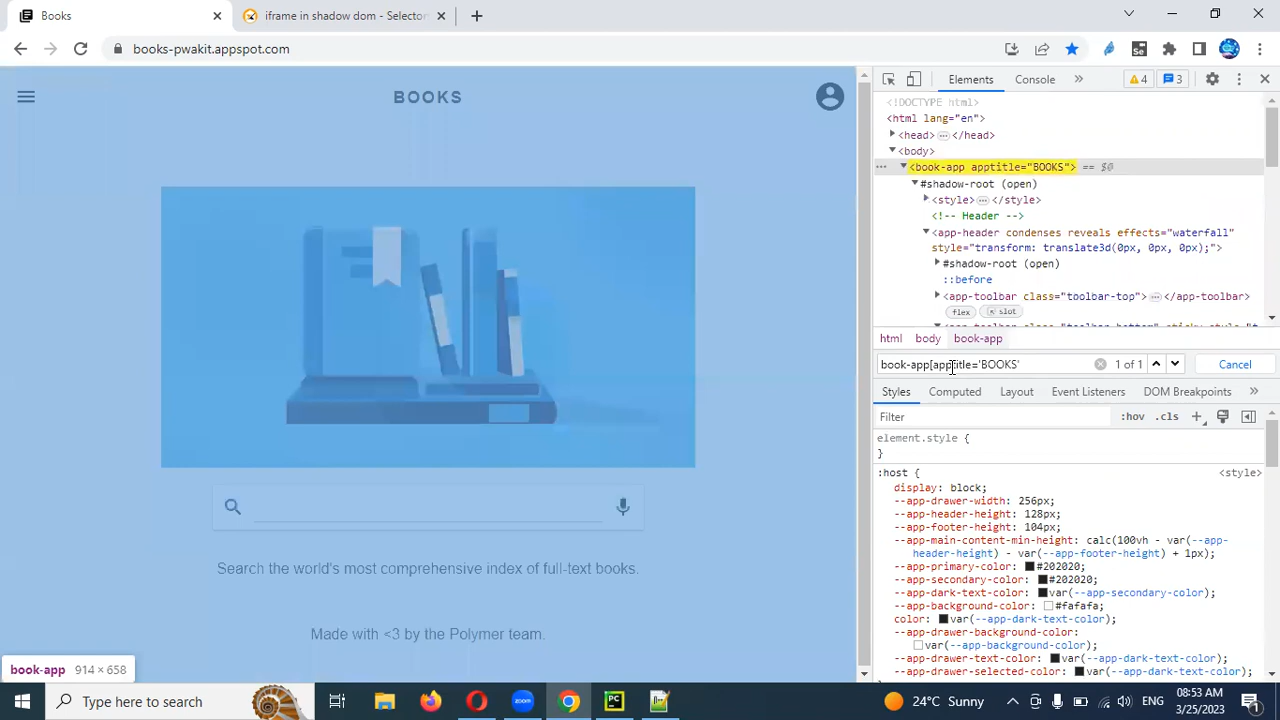 Books
iframe in shadow dom - Selector
books-pwakit.appspot.com
BOOKS
Search the world's most comprehensive index of full-text books.
Made with <3 by the Polymer team.
book-app 914 × 658
Elements
Console
4
3
<!DOCTYPE html>
<html lang="en">
<head> ⋯ </head>
<body>
⋯ <book-app apptitle="BOOKS"> == $0
#shadow-root (open)
<style> ⋯ </style>
<!-- Header -->
<app-header condenses reveals effects="waterfall"
style="transform: translate3d(0px, 0px, 0px);">
#shadow-root (open)
::before
<app-toolbar class="toolbar-top"> ⋯ </app-toolbar>
flex slot
html body book-app
book-app[apptitle='BOOKS'
1 of 1
Cancel
Styles Computed Layout Event Listeners DOM Breakpoints
Filter
:hov .cls
element.style {
}
:host { <style>
display: block;
--app-drawer-width: 256px;
--app-header-height: 128px;
--app-footer-height: 104px;
--app-main-content-min-height: calc(100vh - var(--app-
header-height) - var(--app-footer-height) + 1px);
--app-primary-color: #202020;
--app-secondary-color: #202020;
--app-dark-text-color: var(--app-secondary-color);
--app-background-color: #fafafa;
color: var(--app-dark-text-color);
--app-drawer-background-color:
var(--app-background-color);
--app-drawer-text-color: var(--app-dark-text-color);
--app-drawer-selected-color: var(--app-dark-text-color);
Type here to search
zoom
PC
24°C Sunny
ENG
08:53 AM
3/25/2023
1